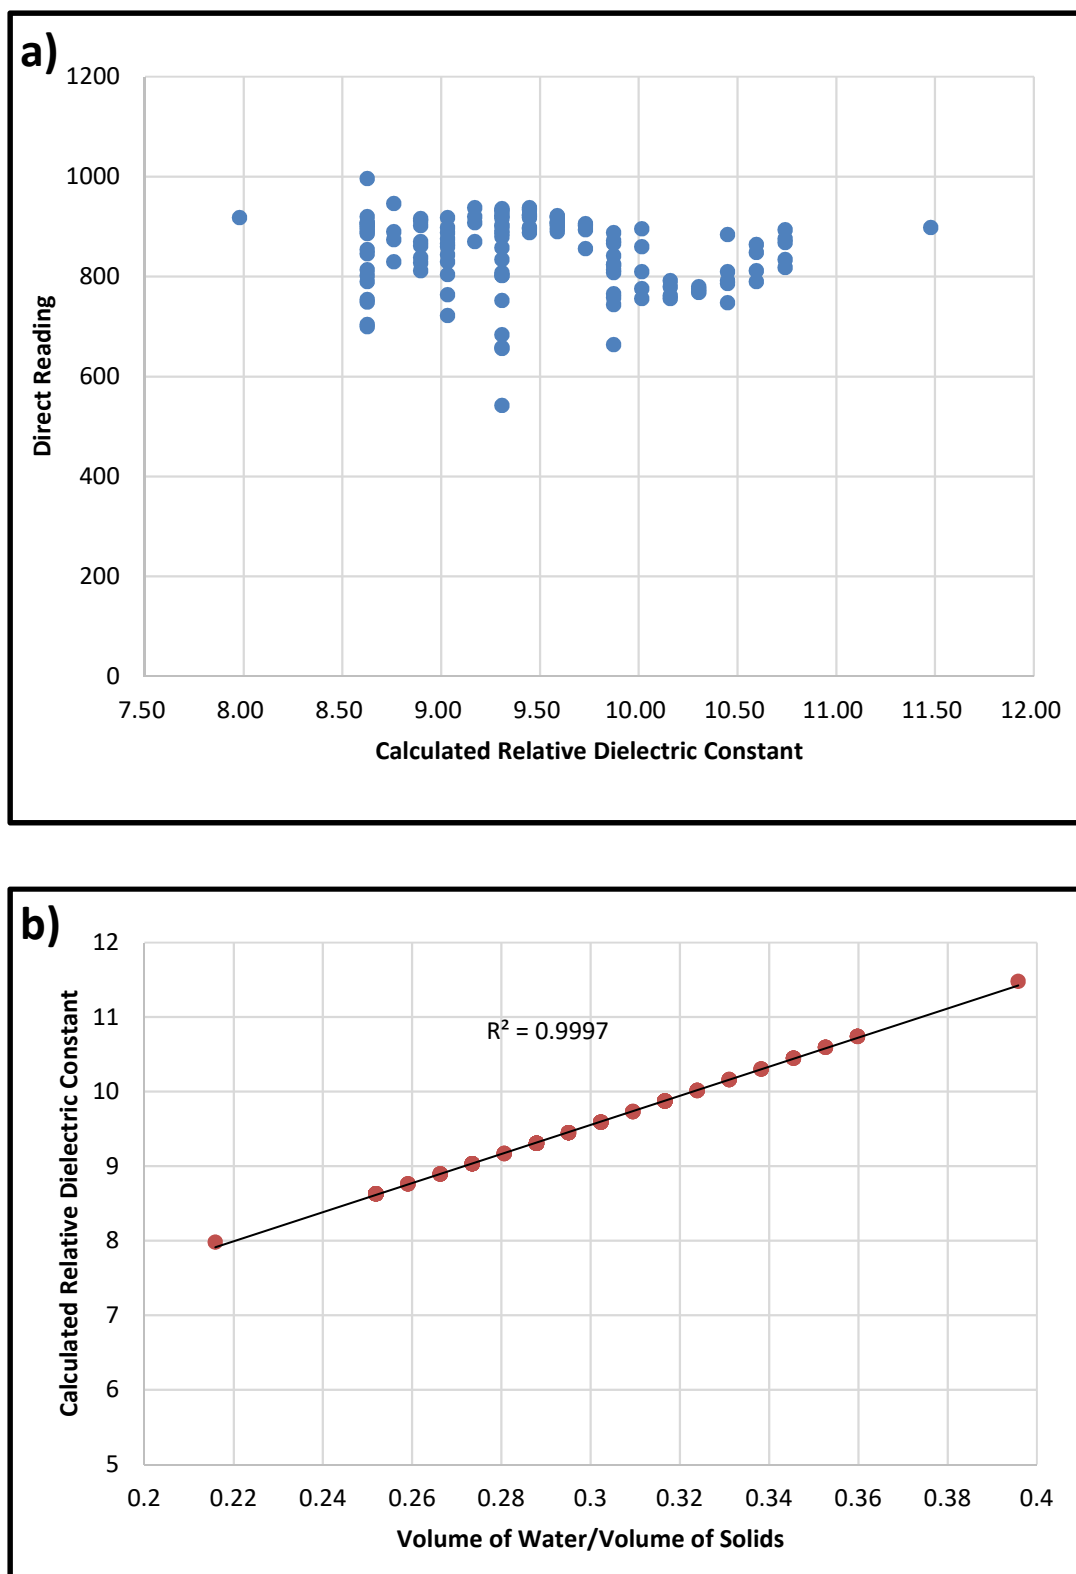 a)
1200
1000
800
600
400
200
0
Direct Reading
7.50 8.00 8.50 9.00 9.50 10.00 10.50 11.00 11.50 12.00
Calculated Relative Dielectric Constant
b)
12
11
10
9
8
7
6
5
Calculated Relative Dielectric Constant
R² = 0.9997
0.2 0.22 0.24 0.26 0.28 0.3 0.32 0.34 0.36 0.38 0.4
Volume of Water/Volume of Solids